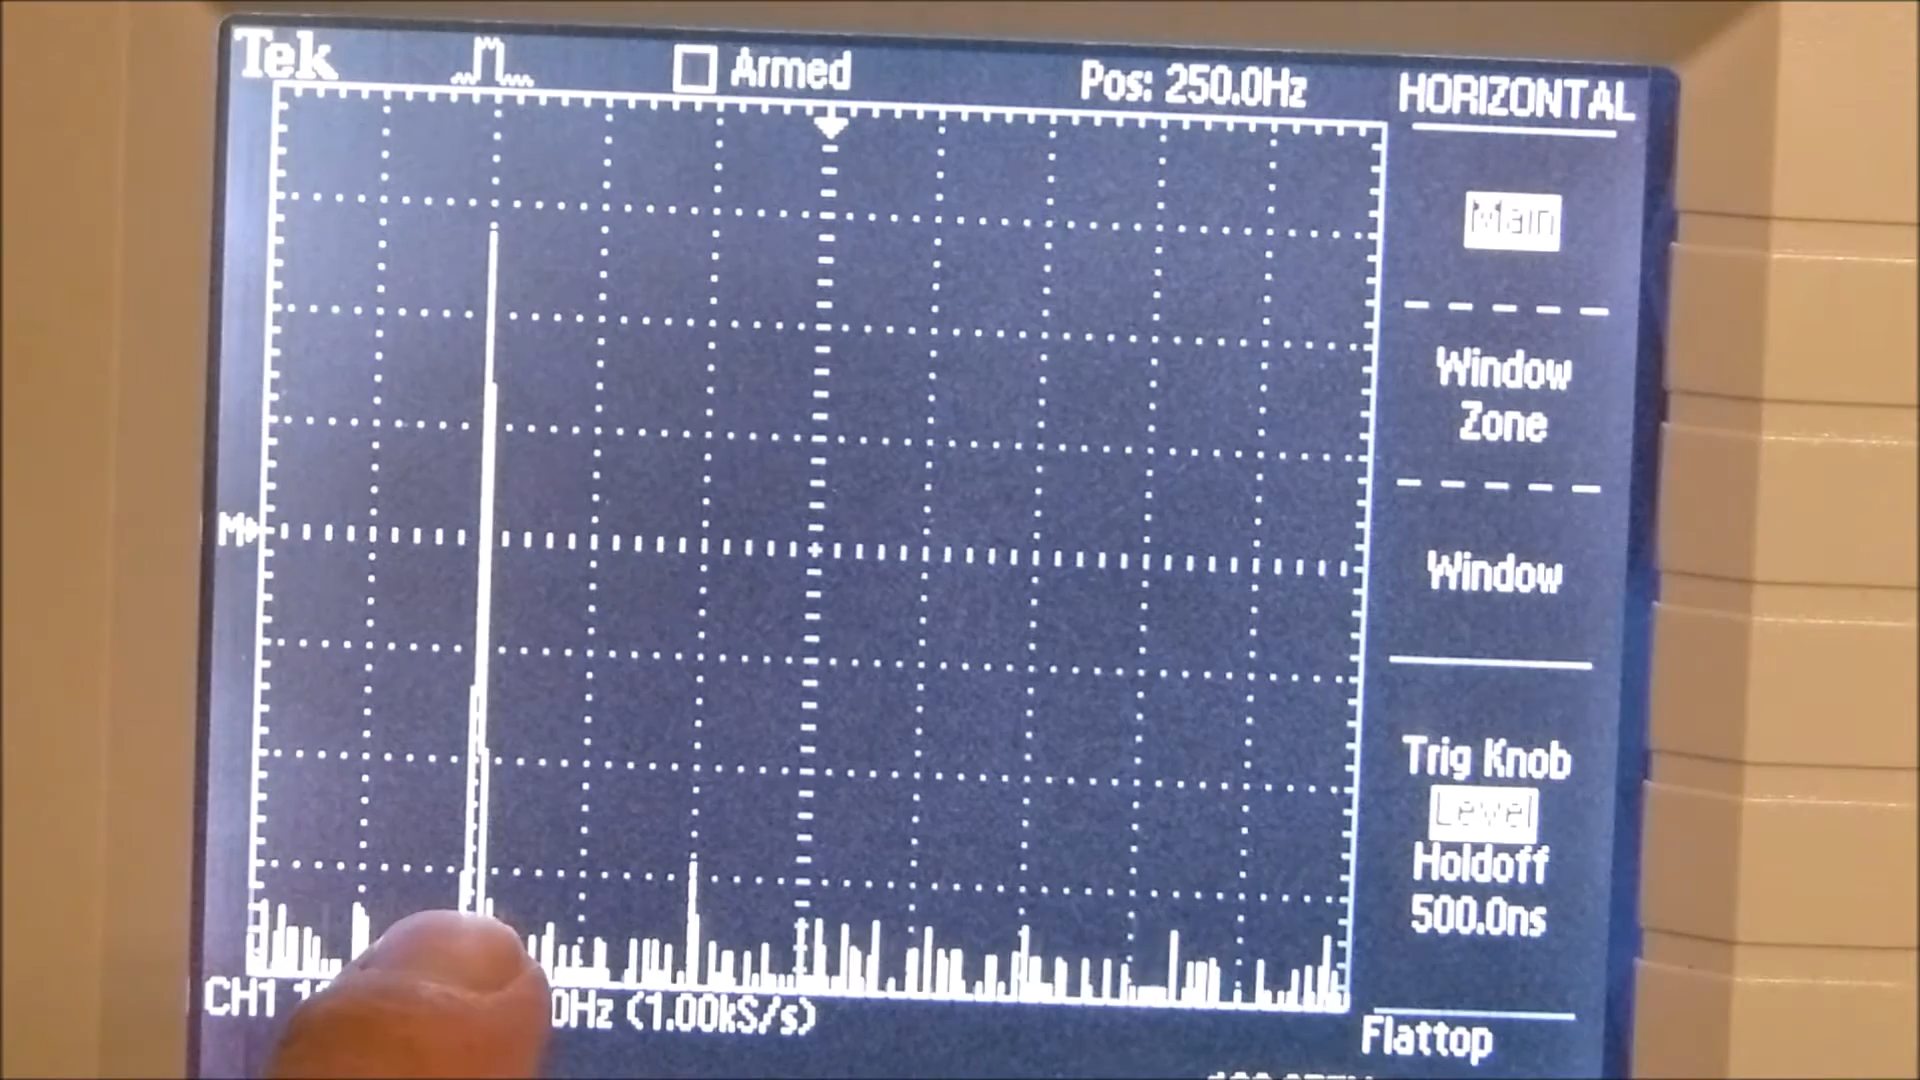 Tek Armed Pos: 250.0Hz
HORIZONTAL
Main
Window
Zone
Window
Trig Knob
Level
Holdoff
500.0ns
M
CH1 0Hz (1.00kS/s)
Flattop